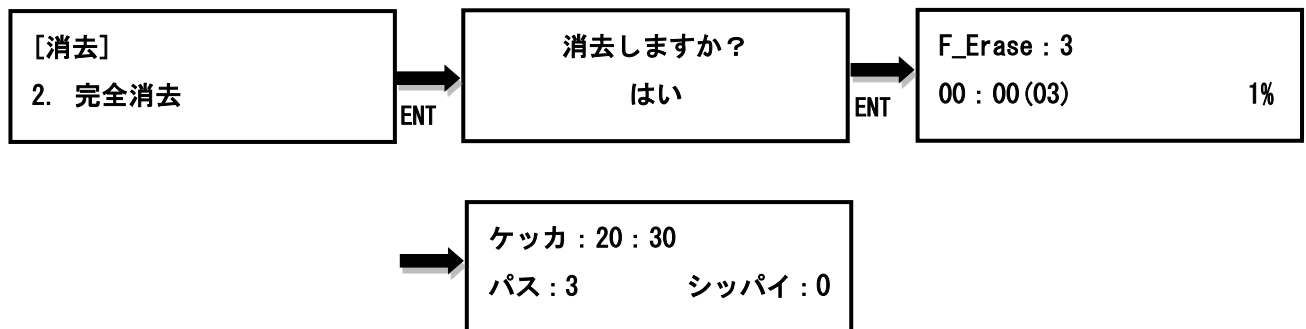 [消去]
2. 完全消去
ENT
消去しますか？
はい
ENT
F_Erase：3
00：00(03) 1%
ケッカ：20：30
パス：3 シッパイ：0